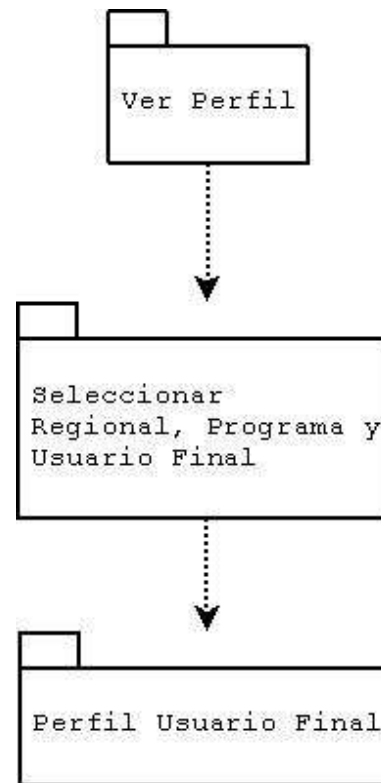 Ver Perfil
Seleccionar
Regional, Programa y
Usuario Final
Perfil Usuario Final